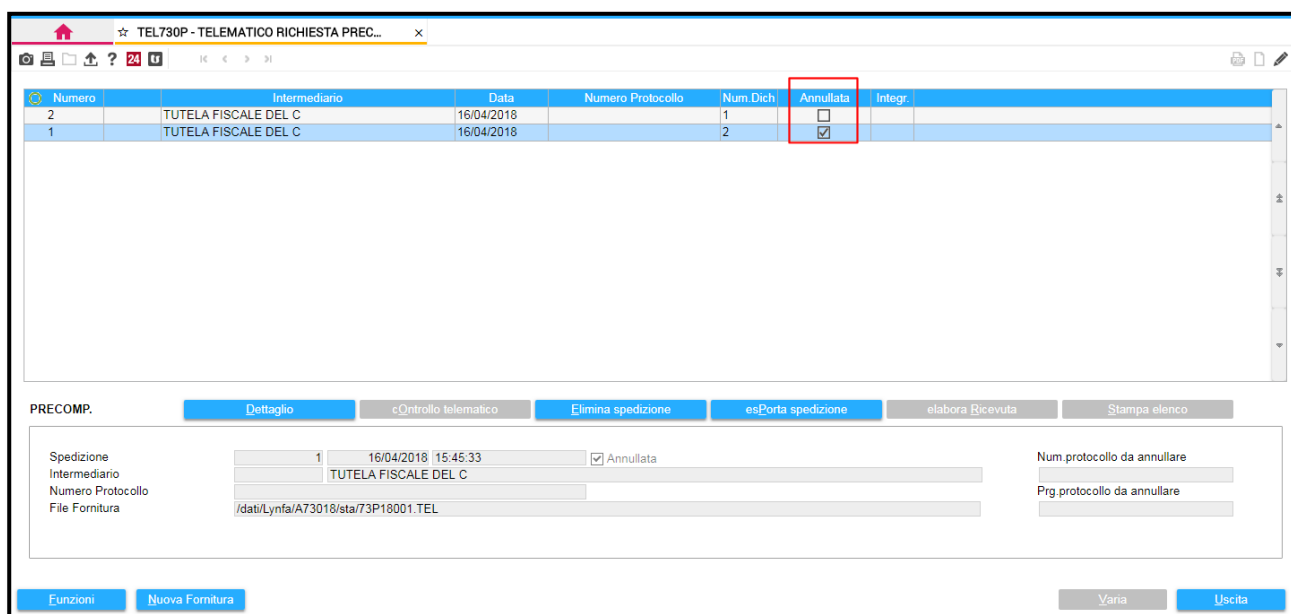 ☆ TEL730P - TELEMATICO RICHIESTA PREC... ×
? 24
Numero Intermediario Data Numero Protocollo Num.Dich Annullata Integr.
2 TUTELA FISCALE DEL C 16/04/2018 1
1 TUTELA FISCALE DEL C 16/04/2018 2
PRECOMP. Dettaglio cOntrollo telematico Elimina spedizione esPorta spedizione elabora Ricevuta Stampa elenco
Spedizione 1 16/04/2018 15:45:33 Annullata Num.protocollo da annullare
Intermediario TUTELA FISCALE DEL C
Numero Protocollo Prg.protocollo da annullare
File Fornitura /dati/Lynfa/A73018/sta/73P18001.TEL
Funzioni Nuova Fornitura Varia Uscita